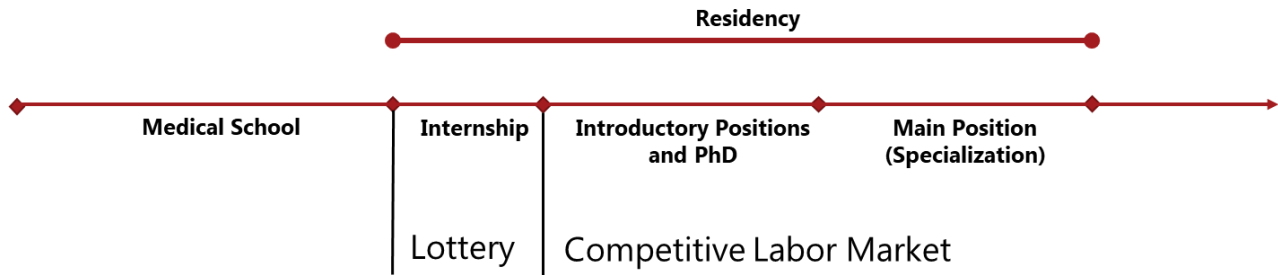 Residency
Medical School
Internship
Introductory Positions
and PhD
Main Position
(Specialization)
Lottery
Competitive Labor Market